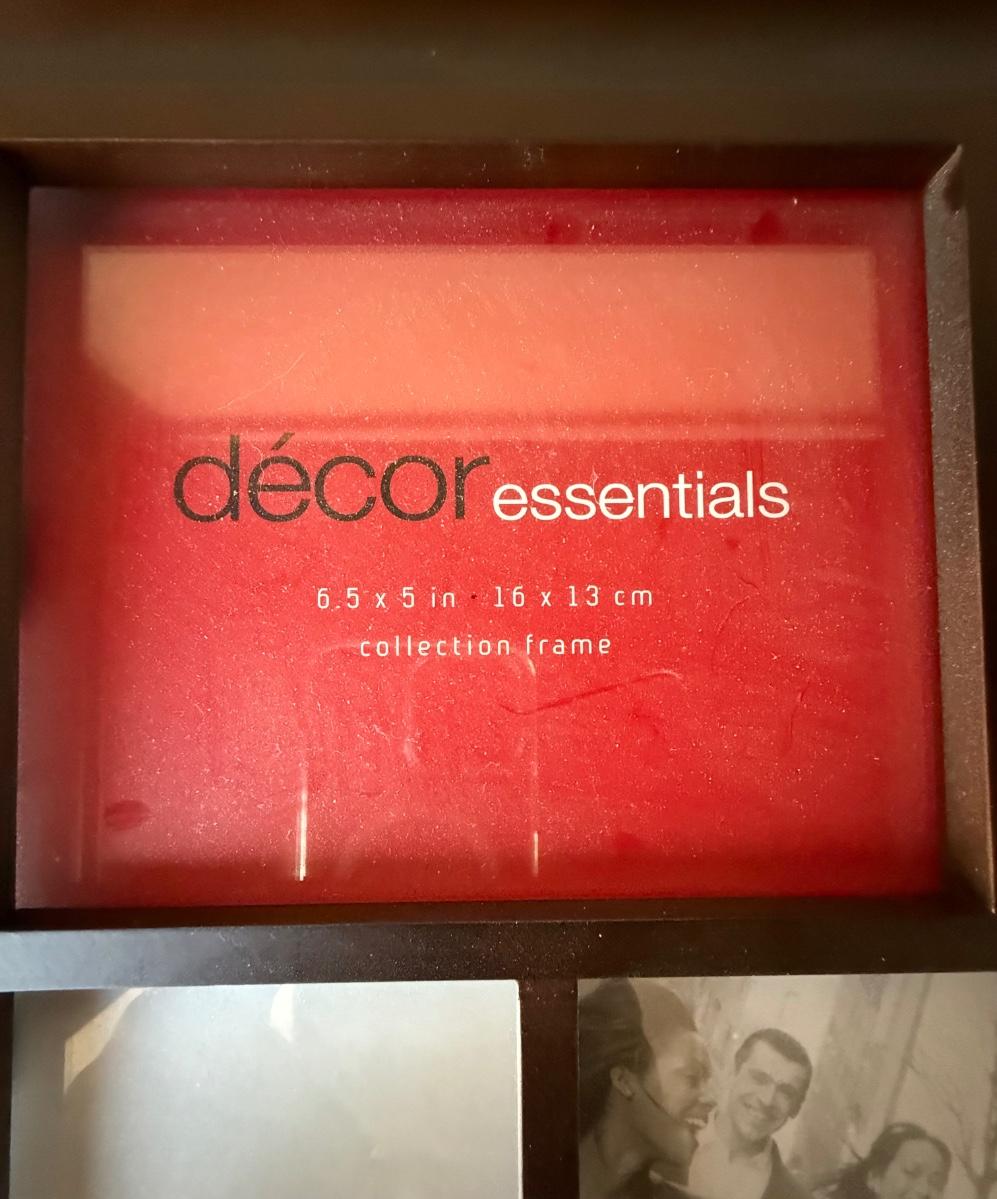 décor essentials
6.5 x 5 in · 16 x 13 cm
collection frame